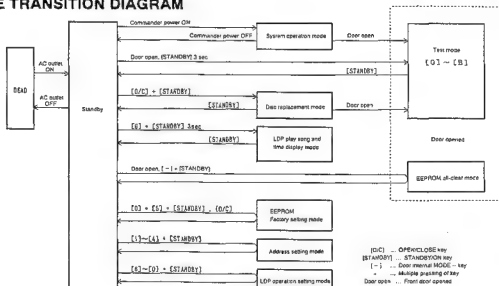 E TRANSITION DIAGRAM
Commander power ON
Commander power OFF
System operation mode
Door open
Test mode
[0] ~ [B]
Door open, [STANDBY] 3 sec
[STANDBY]
AC outlet
ON
DEAD
AC outlet
OFF
Standby
[O/C] + [STANDBY]
[STANDBY]
Disc replacement mode
Door open
[6] + [STANDBY] 3sec
[STANDBY]
LDP play song and
time display mode
Door opened
Door open, [-] + [STANDBY]
EEPROM all-clear mode
[0] + [5] + [STANDBY] , [O/C]
EEPROM
Factory setting mode
[1]~[4] + [STANDBY]
Address setting mode
[6]~[0] + [STANDBY]
LDP operation setting mode
[O/C] ... OPEN/CLOSE key
[STANDBY] ... STANDBY/ON key
[-] ... Door internal MODE - key
+ ... Multiple pressing of key
Door open ... Front door opened